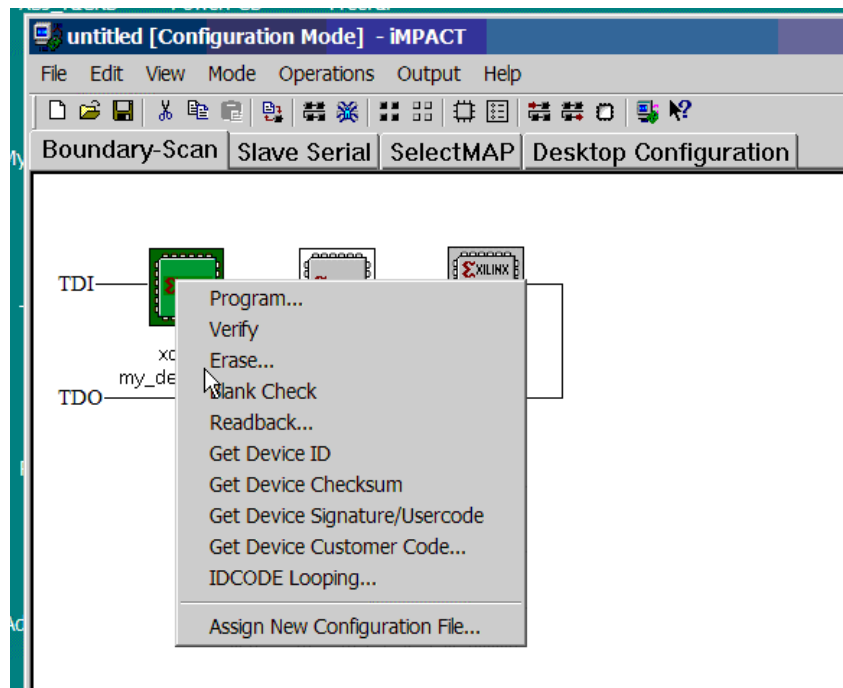 untitled [Configuration Mode] - iMPACT
File Edit View Mode Operations Output Help
Boundary-Scan Slave Serial SelectMAP Desktop Configuration
TDI
XILINX
TDO
my_de
Program...
Verify
Erase...
Blank Check
Readback...
Get Device ID
Get Device Checksum
Get Device Signature/Usercode
Get Device Customer Code...
IDCODE Looping...
Assign New Configuration File...